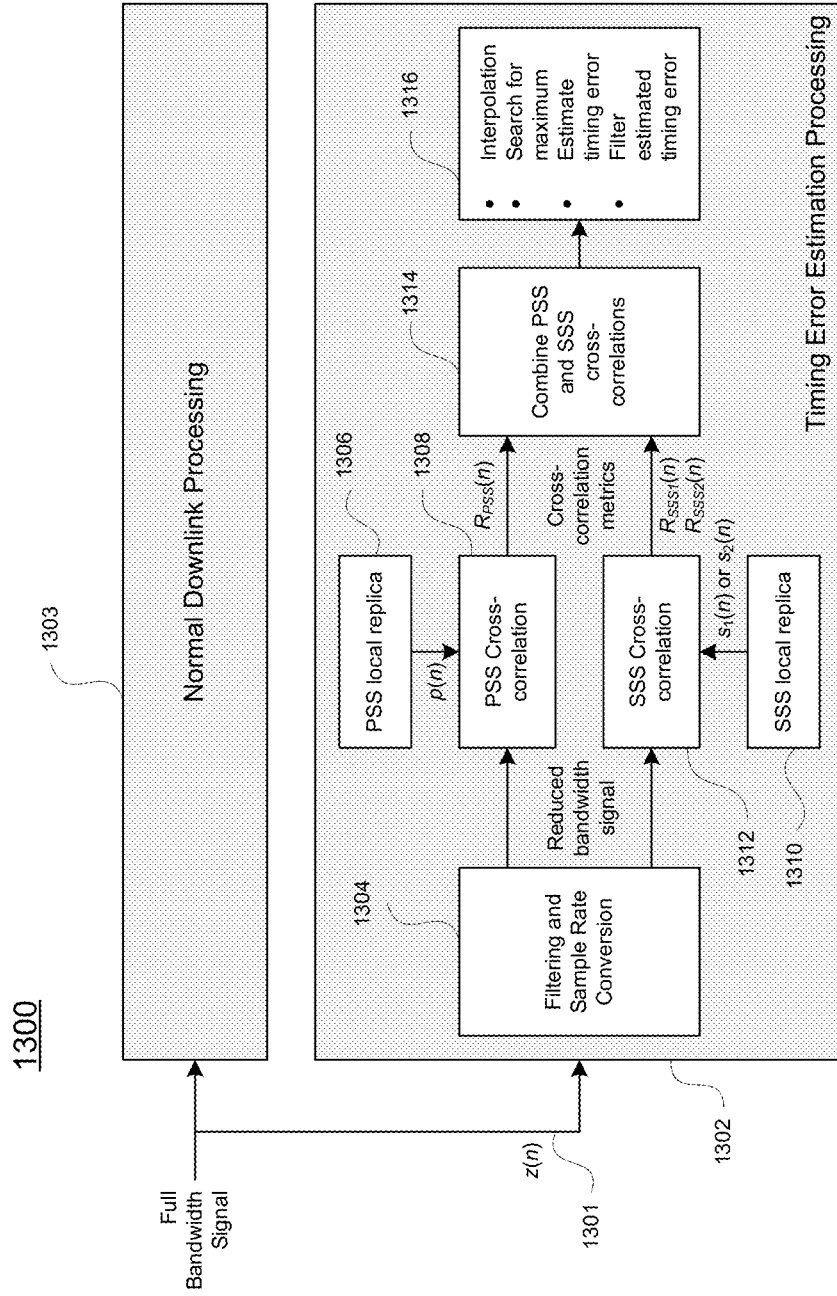 1300
1303
Normal Downlink Processing
Full
Bandwidth
Signal
z(n)
1301
1302
1304
Filtering and
Sample Rate
Conversion
Reduced
bandwidth
signal
1306
PSS local replica
p(n)
1308
PSS Cross-
correlation
R_PSS(n)
Cross-
correlation
metrics
SSS Cross-
correlation
1312
R_SSS1(n)
R_SSS2(n)
s₁(n) or s₂(n)
SSS local replica
1310
1314
Combine PSS
and SSS
cross-
correlations
1316
• Interpolation
• Search for
maximum
• Estimate
timing error
• Filter
estimated
timing error
Timing Error Estimation Processing